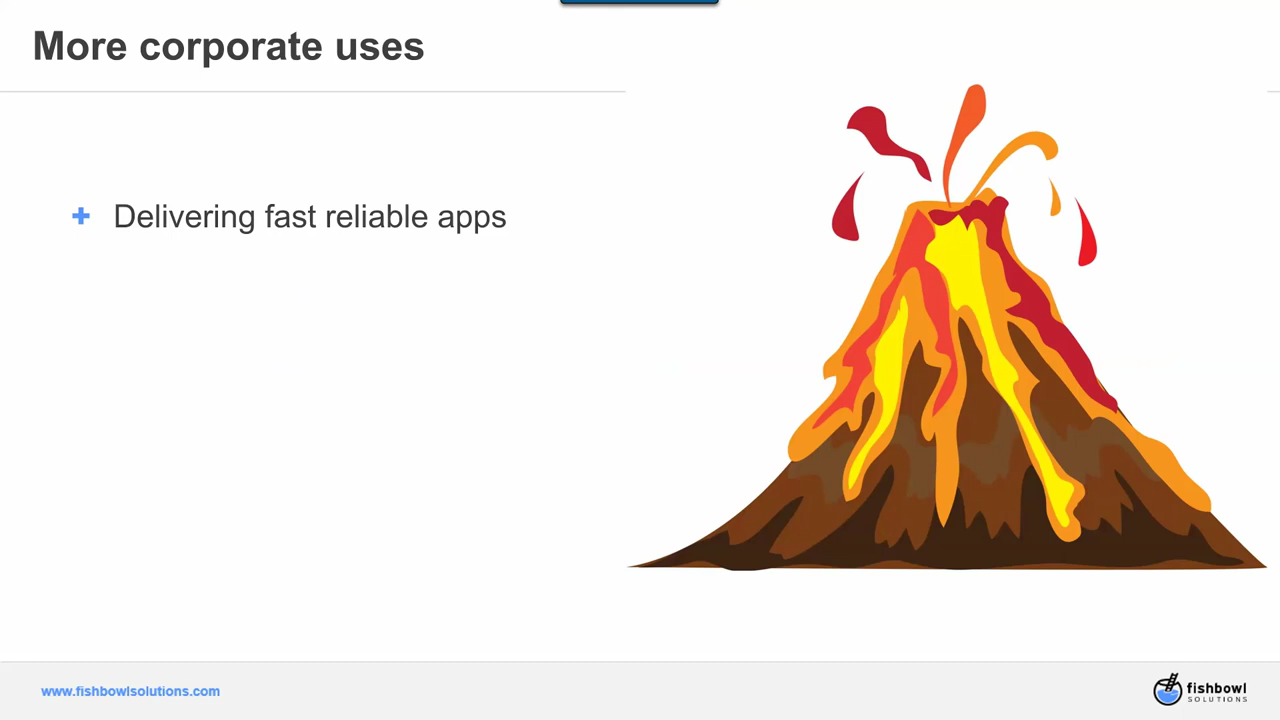 More corporate uses
Delivering fast reliable apps
www.fishbowlsolutions.com
fishbowl
SOLUTIONS